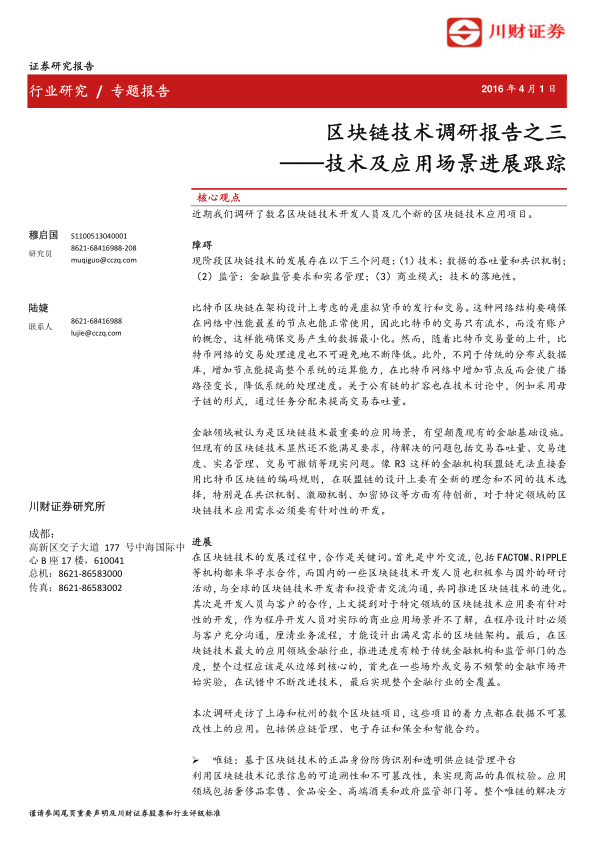 川财证券
证券研究报告
行业研究 / 专题报告
2016 年 4 月 1 日
区块链技术调研报告之三
——技术及应用场景进展跟踪
核心观点
近期我们调研了数名区块链技术开发人员及几个新的区块链技术应用项目。
穆启国 S1100513040001
8621-68416988-208
研究员
muqiguo@cczq.com
陆婕
8621-68416988
联系人
lujie@cczq.com
川财证券研究所
成都：
高新区交子大道 177 号中海国际中
心 B 座 17 楼，610041
总机：8621-86583000
传真：8621-86583002
障碍
现阶段区块链技术的发展存在以下三个问题：（1）技术：数据的吞吐量和共识机制；
（2）监管：金融监管要求和实名管理；（3）商业模式：技术的落地性。
比特币区块链在架构设计上考虑的是虚拟货币的发行和交易。这种网络结构要确保
在网络中性能最差的节点也能正常使用，因此比特币的交易只有流水，而没有账户
的概念，这样能确保交易产生的数据最小化。然而，随着比特币交易量的上升，比
特币网络的交易处理速度也不可避免地不断降低。此外，不同于传统的分布式数据
库，增加节点能提高整个系统的运算能力，在比特币网络中增加节点反而会使广播
路径变长，降低系统的处理速度。关于公有链的扩容也在技术讨论中，例如采用母
子链的形式，通过任务分配来提高交易吞吐量。
金融领域被认为是区块链技术最重要的应用场景，有望颠覆现有的金融基础设施。
但现有的区块链技术显然还不能满足要求，待解决的问题包括交易吞吐量、交易速
度、实名管理、交易可撤销等现实问题。像 R3 这样的金融机构联盟链无法直接套
用比特币区块链的编码规则，在联盟链的设计上要有全新的理念和不同的技术选
择，特别是在共识机制、激励机制、加密协议等方面有待创新，对于特定领域的区
块链技术应用需求必须要有针对性的开发。
进展
在区块链技术的发展过程中，合作是关键词。首先是中外交流，包括 FACTOM、RIPPLE
等机构都来华寻求合作，而国内的一些区块链技术开发人员也积极参与国外的研讨
活动，与全球的区块链技术开发者和投资者交流沟通，共同推进区块链技术的进化。
其次是开发人员与客户的合作，上文提到对于特定领域的区块链技术应用要有针对
性的开发，作为程序开发人员对实际的商业应用场景并不了解，在程序设计时必须
与客户充分沟通，厘清业务流程，才能设计出满足需求的区块链架构。最后，在区
块链技术最大的应用领域金融行业，推进进度有赖于传统金融机构和监管部门的态
度，整个过程应该是从边缘到核心的，首先在一些场外或交易不频繁的金融市场开
始实验，在试错中不断改进技术，最后实现整个金融行业的全覆盖。
本次调研走访了上海和杭州的数个区块链项目，这些项目的着力点都在数据不可篡
改性上的应用。包括供应链管理、电子存证和保全和智能合约。
➢ 唯链：基于区块链技术的正品身份防伪识别和透明供应链管理平台
利用区块链技术记录信息的可追溯性和不可篡改性，来实现商品的真假校验。应用
领域包括奢侈品零售、食品安全、高端酒类和政府监管部门等。整个唯链的解决方
谨请参阅尾页重要声明及川财证券股票和行业评级标准